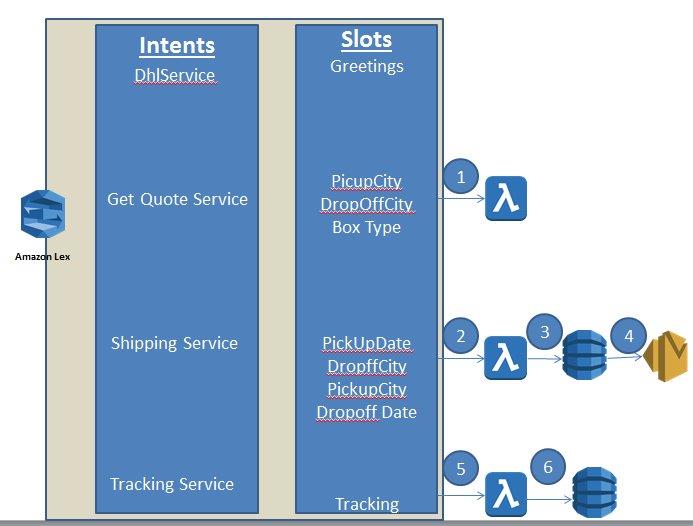 Intents
DhlService
Get Quote Service
Shipping Service
Tracking Service
Slots
Greetings
PicupCity
DropOffCity
Box Type
PickUpDate
DropffCity
PickupCity
Dropoff Date
Tracking
Amazon Lex
1
λ
2
λ
3
4
5
λ
6